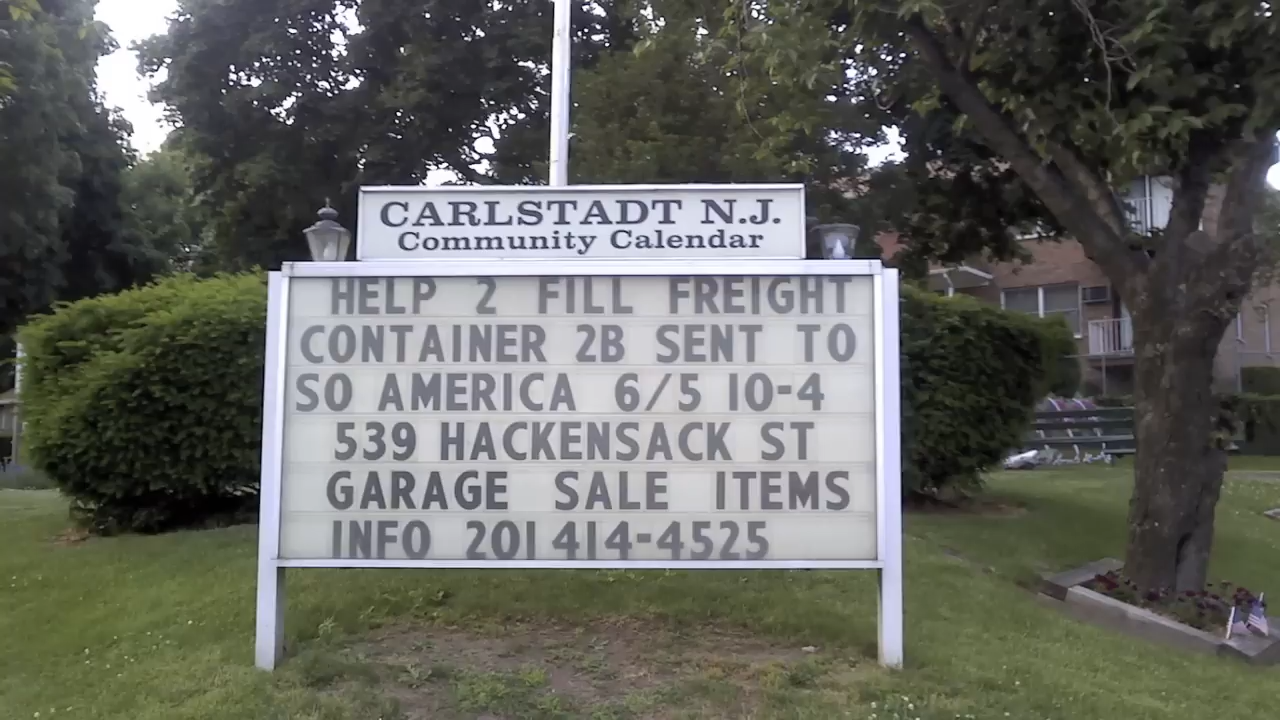 CARLSTADT N.J.
Community Calendar
HELP 2 FILL FREIGHT
CONTAINER 2B SENT TO
SO AMERICA 6/5 10-4
539 HACKENSACK ST
GARAGE SALE ITEMS
INFO 201 414-4525